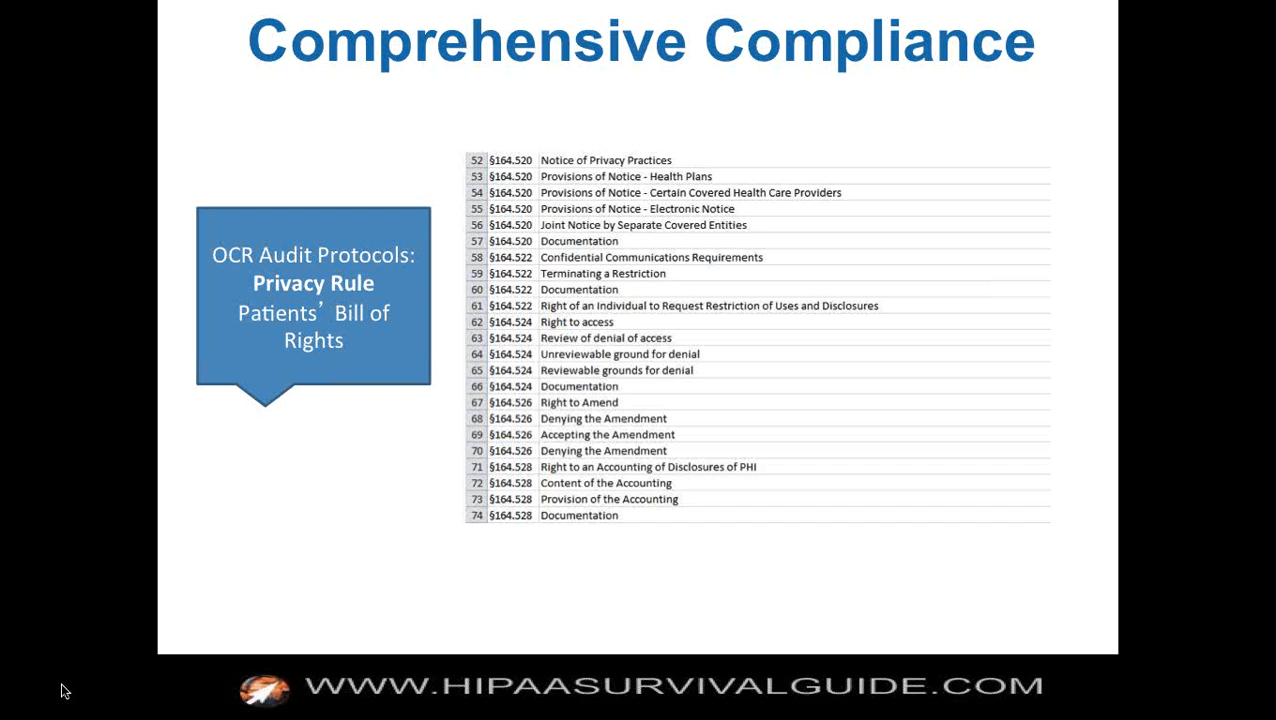 Comprehensive Compliance
OCR Audit Protocols:
Privacy Rule
Patients’ Bill of
Rights
52 §164.520 Notice of Privacy Practices
53 §164.520 Provisions of Notice - Health Plans
54 §164.520 Provisions of Notice - Certain Covered Health Care Providers
55 §164.520 Provisions of Notice - Electronic Notice
56 §164.520 Joint Notice by Separate Covered Entities
57 §164.520 Documentation
58 §164.522 Confidential Communications Requirements
59 §164.522 Terminating a Restriction
60 §164.522 Documentation
61 §164.522 Right of an Individual to Request Restriction of Uses and Disclosures
62 §164.524 Right to access
63 §164.524 Review of denial of access
64 §164.524 Unreviewable ground for denial
65 §164.524 Reviewable grounds for denial
66 §164.524 Documentation
67 §164.526 Right to Amend
68 §164.526 Denying the Amendment
69 §164.526 Accepting the Amendment
70 §164.526 Denying the Amendment
71 §164.528 Right to an Accounting of Disclosures of PHI
72 §164.528 Content of the Accounting
73 §164.528 Provision of the Accounting
74 §164.528 Documentation
WWW.HIPAASURVIVALGUIDE.COM